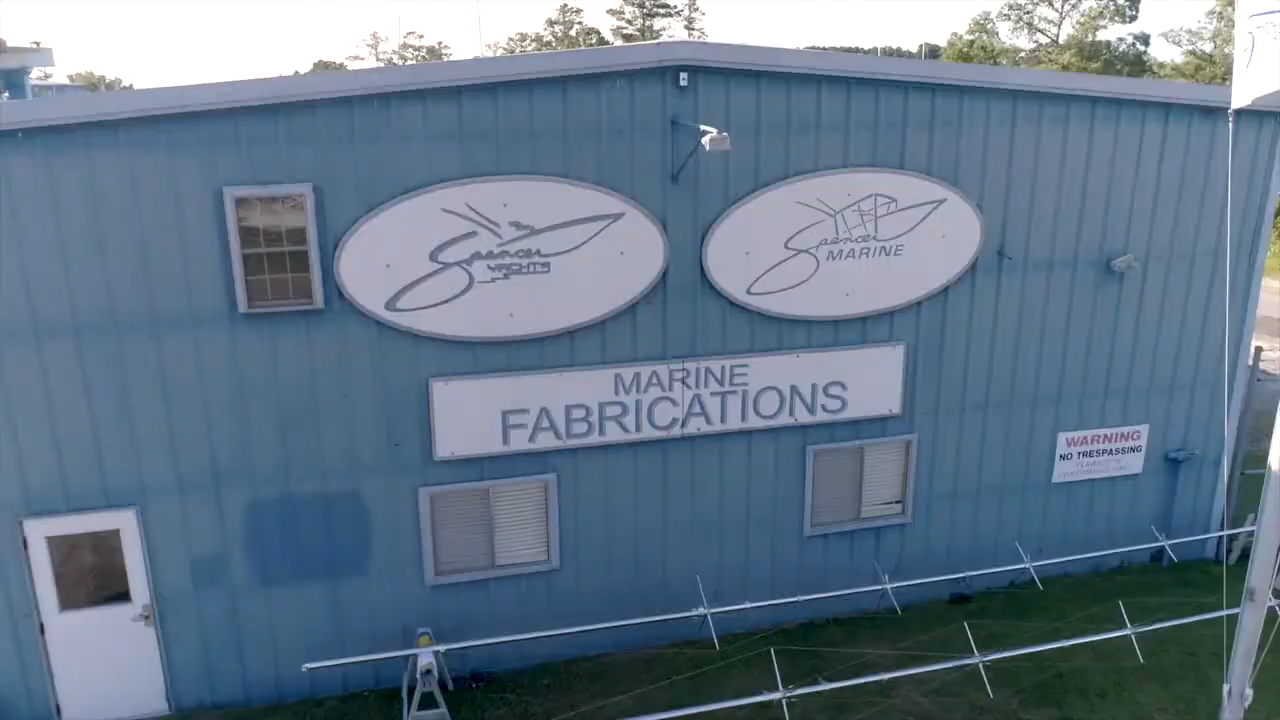 Spencer
YACHTS
Spencer
MARINE
MARINE
FABRICATIONS
WARNING
NO TRESPASSING